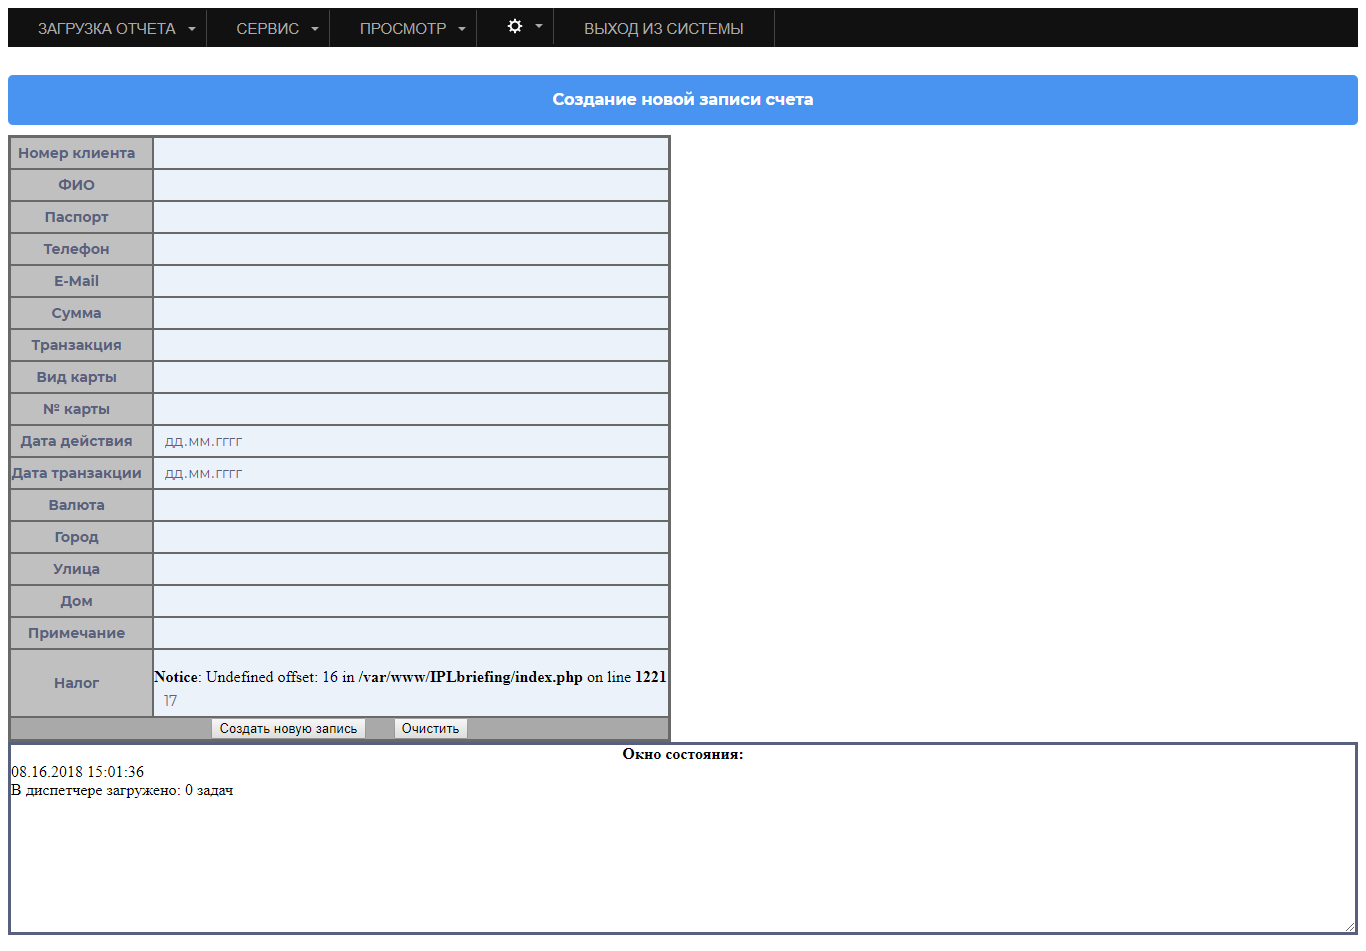 ЗАГРУЗКА ОТЧЕТА СЕРВИС ПРОСМОТР ВЫХОД ИЗ СИСТЕМЫ
Создание новой записи счета
Номер клиента
ФИО
Паспорт
Телефон
E-Mail
Сумма
Транзакция
Вид карты
№ карты
Дата действия дд.мм.гггг
Дата транзакции дд.мм.гггг
Валюта
Город
Улица
Дом
Примечание
Налог Notice: Undefined offset: 16 in /var/www/IPLbriefing/index.php on line 1221
17
Создать новую запись Очистить
Окно состояния:
08.16.2018 15:01:36
В диспетчере загружено: 0 задач